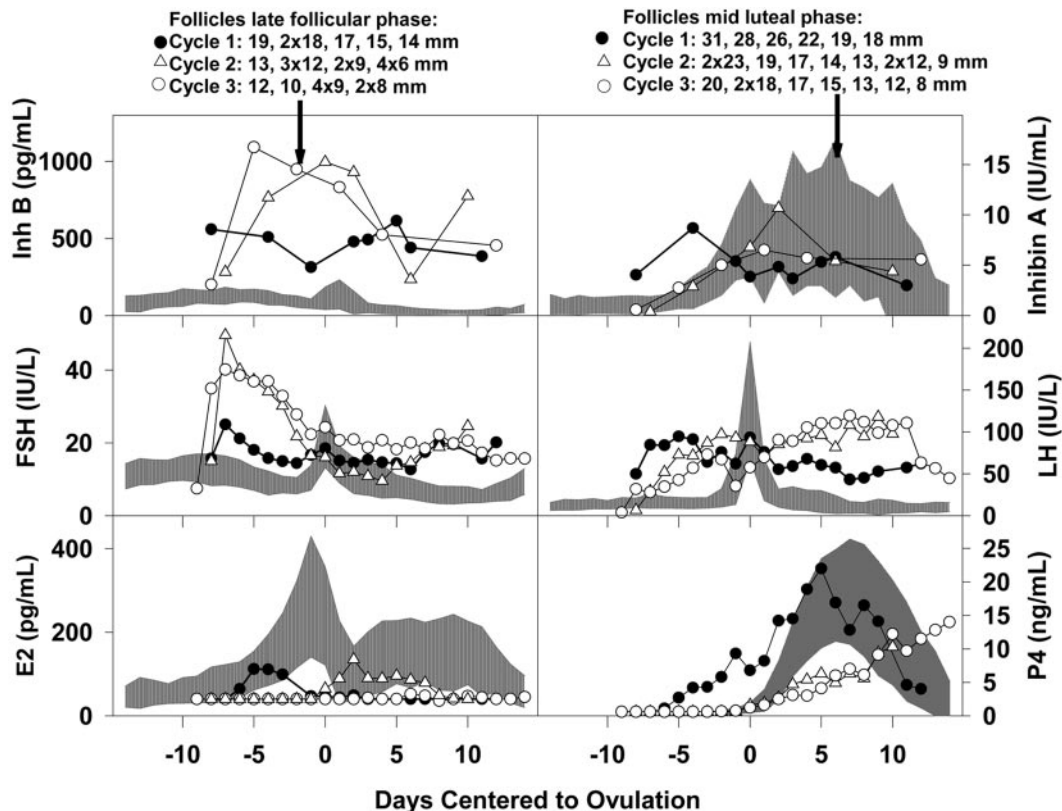 Follicles late follicular phase:
Cycle 1: 19, 2x18, 17, 15, 14 mm
Cycle 2: 13, 3x12, 2x9, 4x6 mm
Cycle 3: 12, 10, 4x9, 2x8 mm
Follicles mid luteal phase:
Cycle 1: 31, 28, 26, 22, 19, 18 mm
Cycle 2: 2x23, 19, 17, 14, 13, 2x12, 9 mm
Cycle 3: 20, 2x18, 17, 15, 13, 12, 8 mm
Inh B (pg/mL)
1000
500
0
15
10
5
0
Inhibin A (IU/mL)
FSH (IU/L)
40
20
0
200
150
100
50
0
LH (IU/L)
E2 (pg/mL)
400
200
0
25
20
15
10
5
0
P4 (ng/mL)
-10 -5 0 5 10
-10 -5 0 5 10
Days Centered to Ovulation